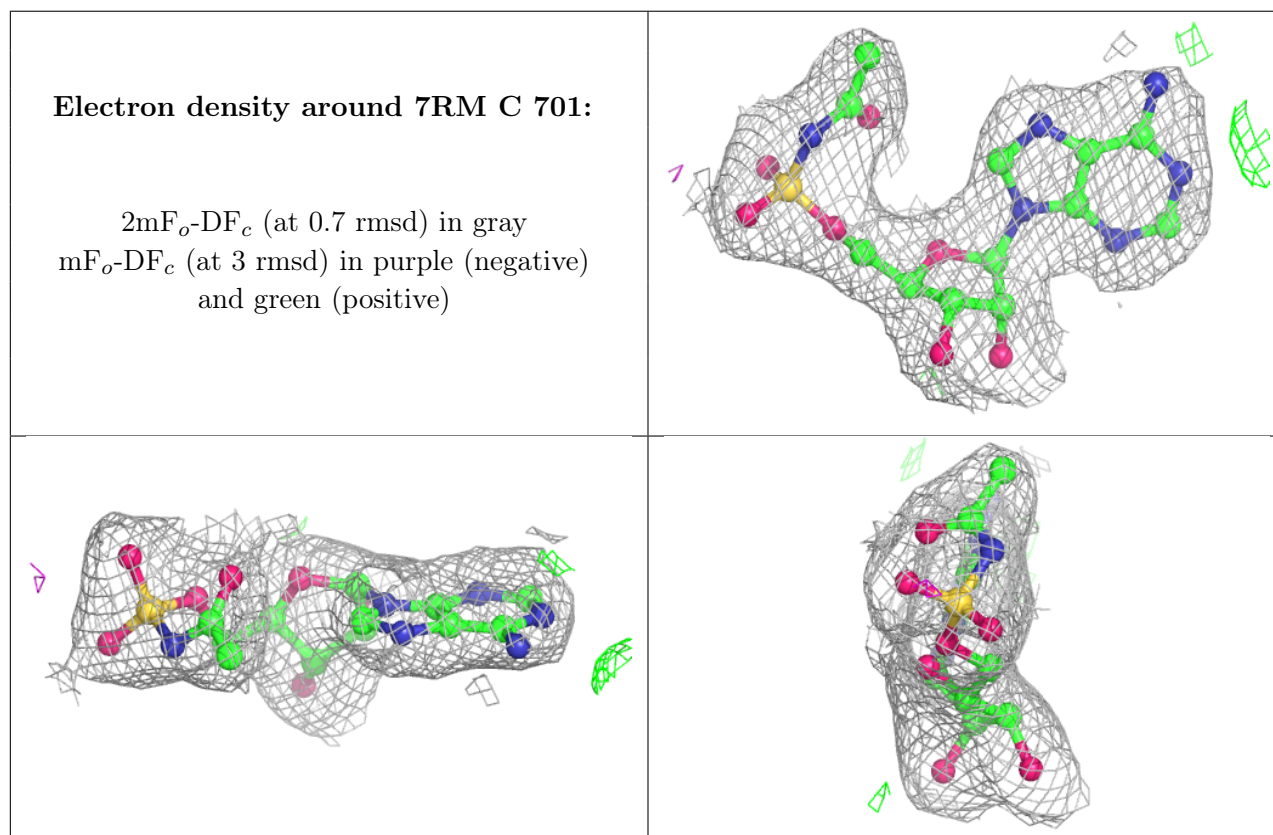 Electron density around 7RM C 701:
2mFₒ-DF𝒸 (at 0.7 rmsd) in gray
mFₒ-DF𝒸 (at 3 rmsd) in purple (negative)
and green (positive)